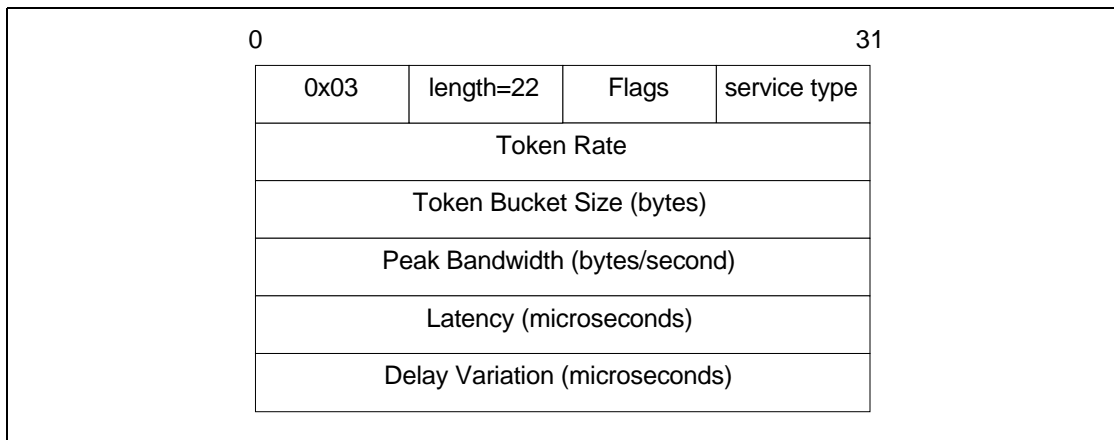 0 31
0x03 length=22 Flags service type
Token Rate
Token Bucket Size (bytes)
Peak Bandwidth (bytes/second)
Latency (microseconds)
Delay Variation (microseconds)